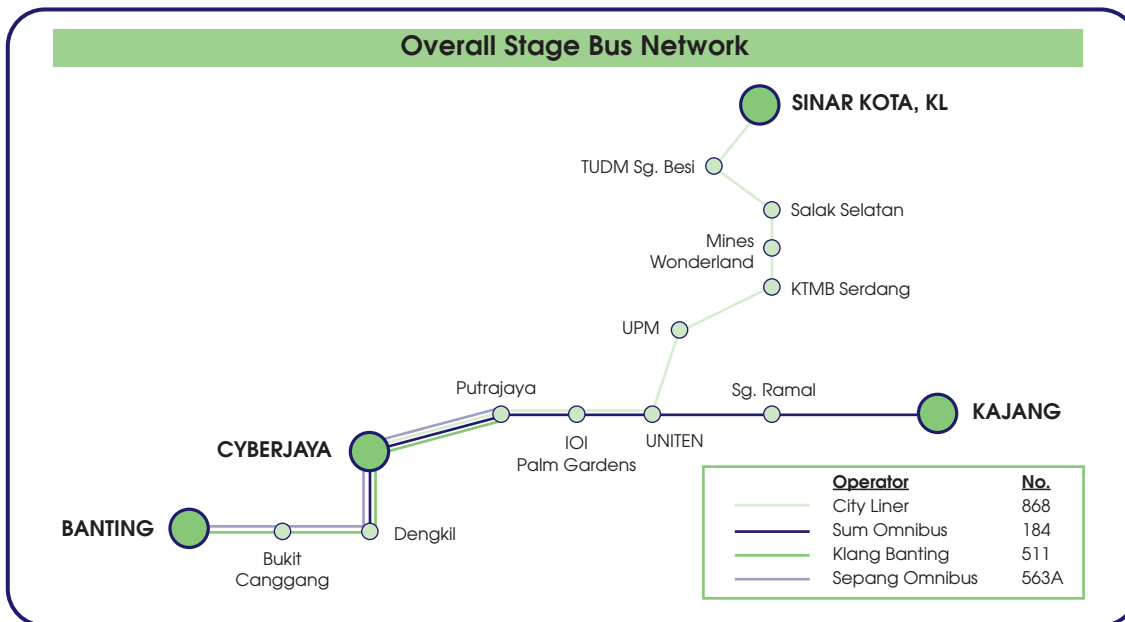 Overall Stage Bus Network
SINAR KOTA, KL
TUDM Sg. Besi
Salak Selatan
Mines
Wonderland
KTMB Serdang
UPM
Putrajaya
Sg. Ramal
KAJANG
IOI
Palm Gardens
UNITEN
CYBERJAYA
BANTING
Dengkil
Bukit
Canggang
Operator No.
City Liner 868
Sum Omnibus 184
Klang Banting 511
Sepang Omnibus 563A